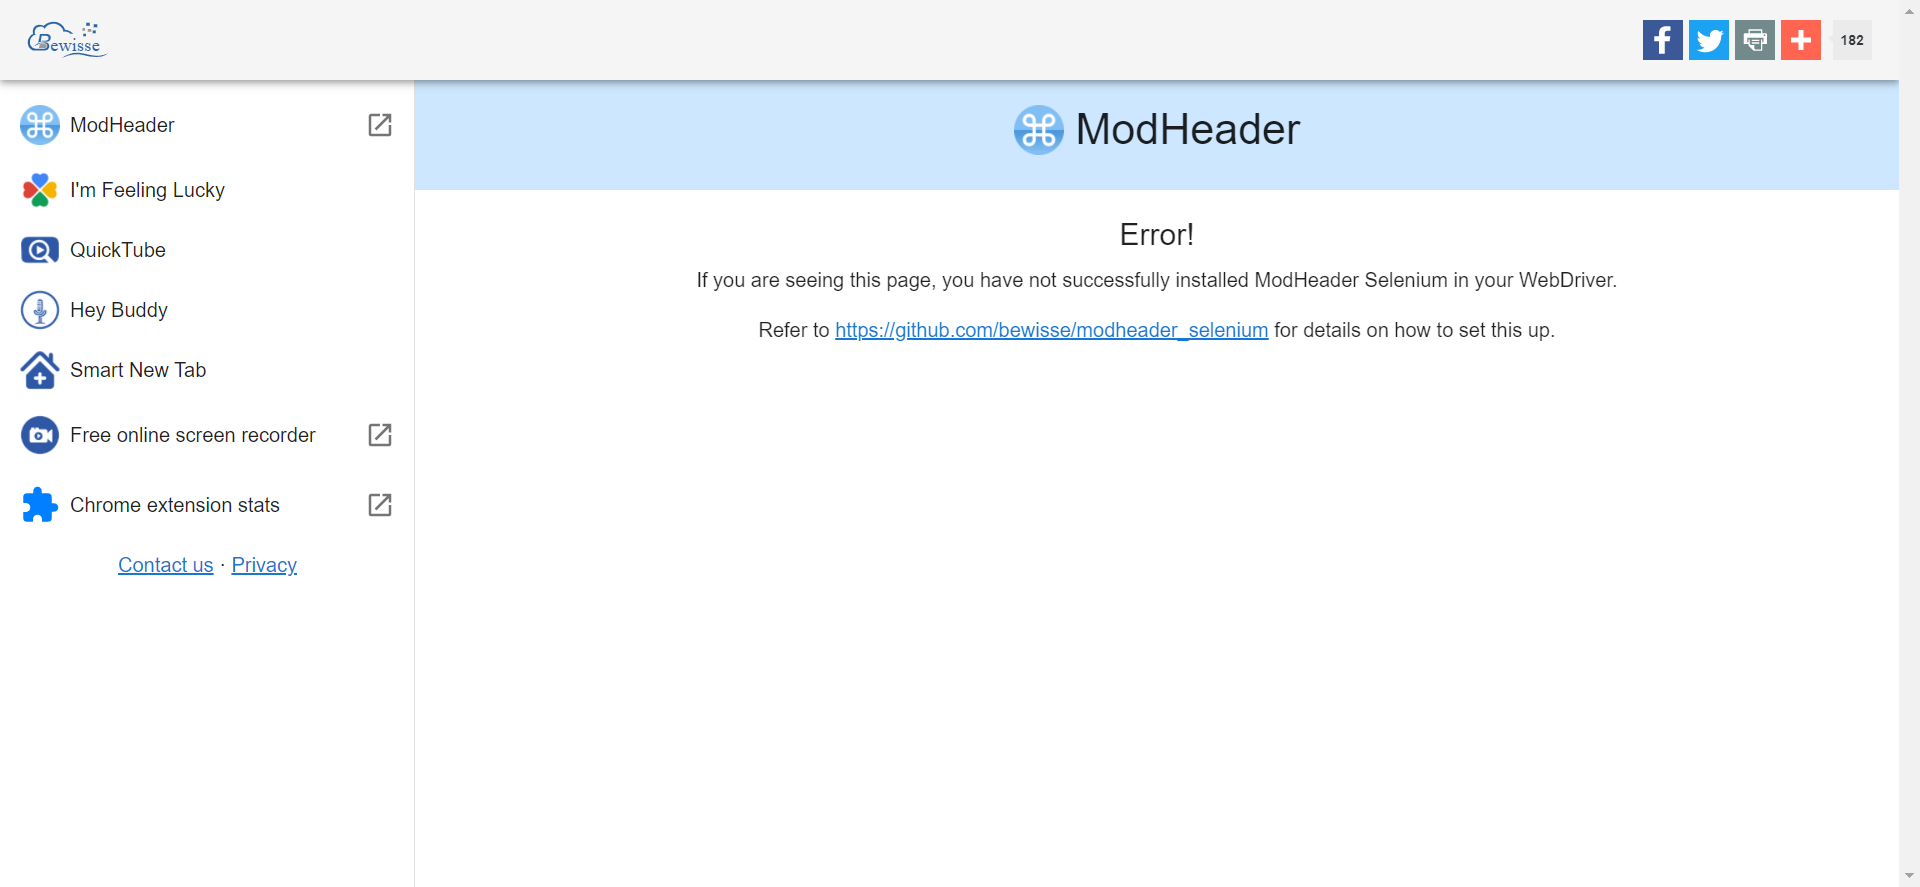 Bewisse
182
ModHeader
I'm Feeling Lucky
QuickTube
Hey Buddy
Smart New Tab
Free online screen recorder
Chrome extension stats
Contact us · Privacy
ModHeader
Error!
If you are seeing this page, you have not successfully installed ModHeader Selenium in your WebDriver.
Refer to https://github.com/bewisse/modheader_selenium for details on how to set this up.